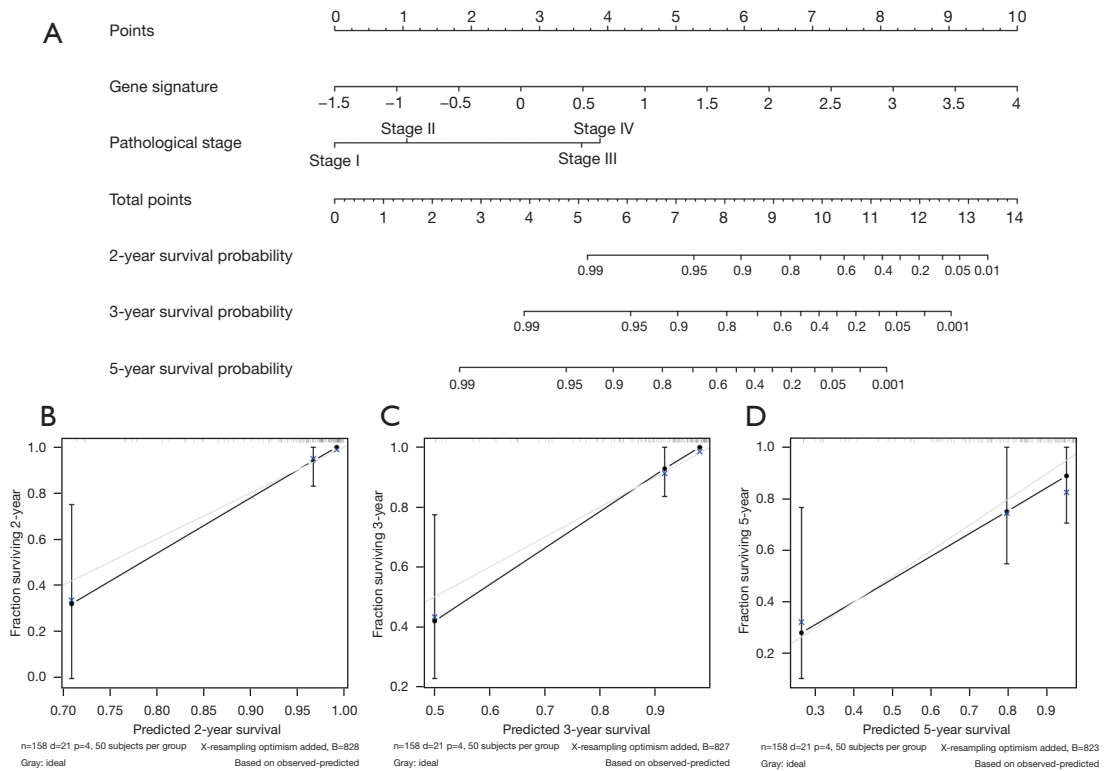 A
Points
0 1 2 3 4 5 6 7 8 9 10
Gene signature
−1.5 −1 −0.5 0 0.5 1 1.5 2 2.5 3 3.5 4
Stage II Stage IV
Pathological stage
Stage I Stage III
Total points
0 1 2 3 4 5 6 7 8 9 10 11 12 13 14
2-year survival probability
0.99 0.95 0.9 0.8 0.6 0.4 0.2 0.05 0.01
3-year survival probability
0.99 0.95 0.9 0.8 0.6 0.4 0.2 0.05 0.001
5-year survival probability
0.99 0.95 0.9 0.8 0.6 0.4 0.2 0.05 0.001
B
Fraction surviving 2-year
1.0
0.8
0.6
0.4
0.2
0.0
0.70 0.75 0.80 0.85 0.90 0.95 1.00
Predicted 2-year survival
n=158 d=21 p=4, 50 subjects per group X-resampling optimism added, B=828
Gray: ideal Based on observed-predicted
C
Fraction surviving 3-year
1.0
0.8
0.6
0.4
0.2
0.5 0.6 0.7 0.8 0.9
Predicted 3-year survival
n=158 d=21 p=4, 50 subjects per group X-resampling optimism added, B=827
Gray: ideal Based on observed-predicted
D
Fraction surviving 5-year
1.0
0.8
0.6
0.4
0.2
0.3 0.4 0.5 0.6 0.7 0.8 0.9
Predicted 5-year survival
n=158 d=21 p=4, 50 subjects per group X-resampling optimism added, B=823
Gray: ideal Based on observed-predicted